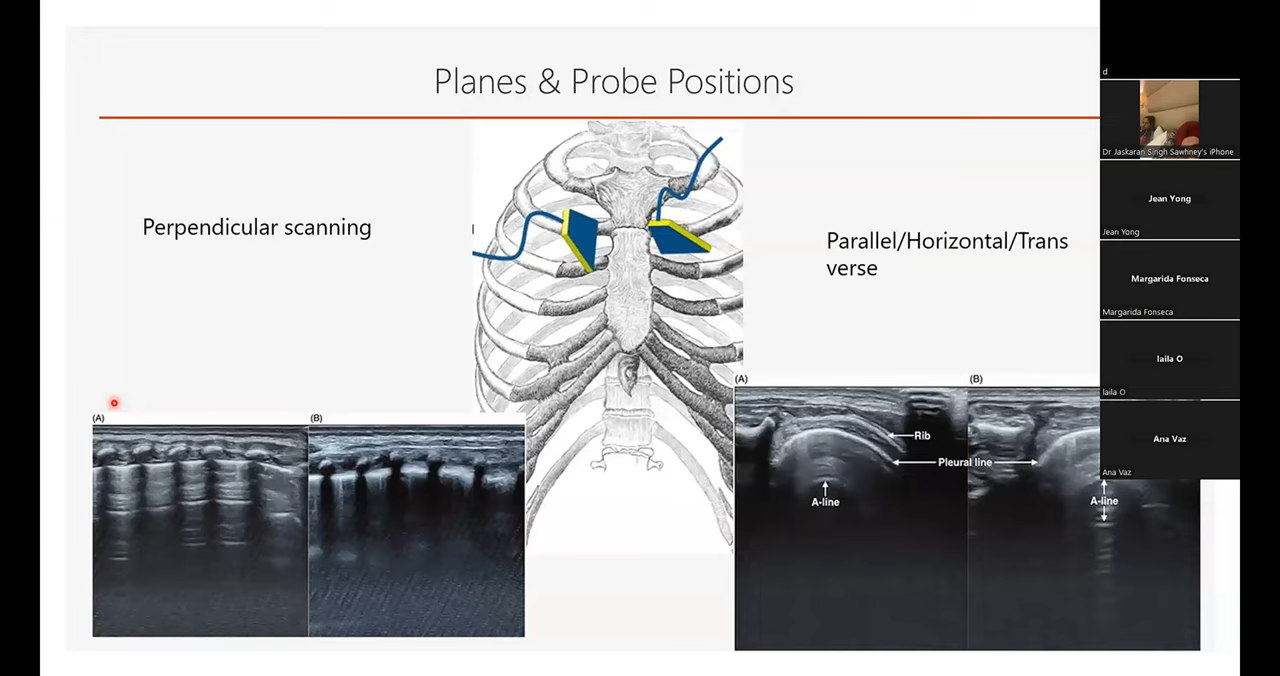 Planes & Probe Positions
Perpendicular scanning
Parallel/Horizontal/Trans
verse
(A)
(B)
(A)
(B)
Rib
Pleural line
A-line
A-line
d
Dr Jaskaran Singh Sawhney's iPhone
Jean Yong
Jean Yong
Margarida Fonseca
Margarida Fonseca
laila O
laila O
Ana Vaz
Ana Vaz